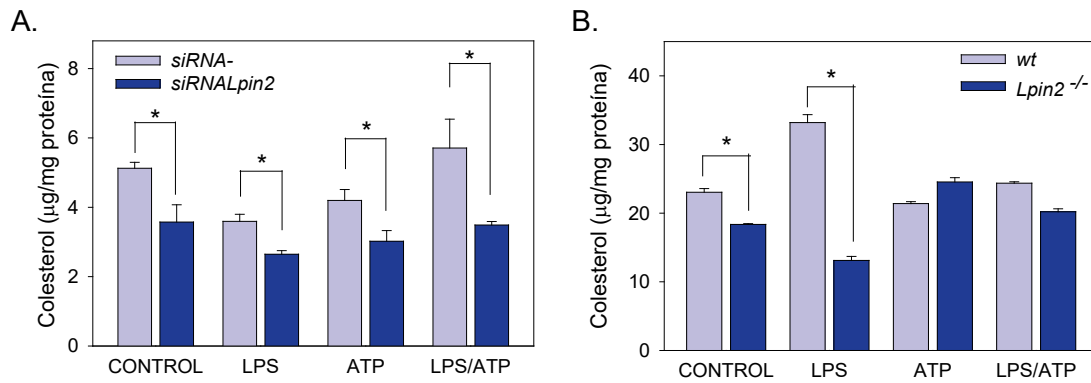 A.
Colesterol (μg/mg proteína)
8
6
4
2
0
siRNA-
siRNALpin2
*
*
*
*
CONTROL LPS ATP LPS/ATP
B.
Colesterol (μg/mg proteína)
40
30
20
10
0
wt
Lpin2 -/-
*
*
CONTROL LPS ATP LPS/ATP